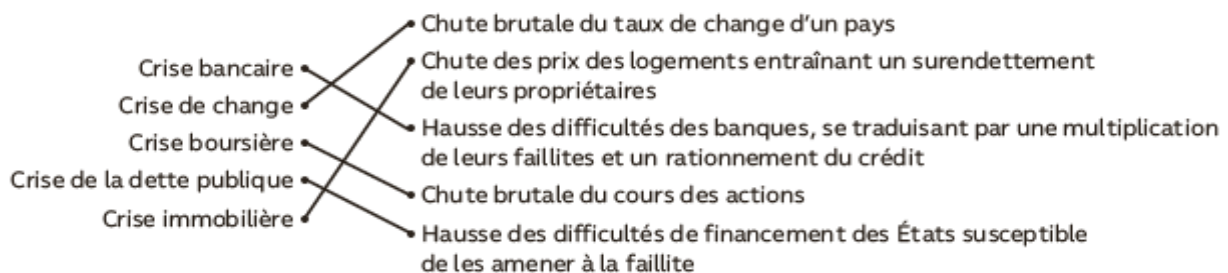 Crise bancaire
Crise de change
Crise boursière
Crise de la dette publique
Crise immobilière
Chute brutale du taux de change d'un pays
Chute des prix des logements entraînant un surendettement
de leurs propriétaires
Hausse des difficultés des banques, se traduisant par une multiplication
de leurs faillites et un rationnement du crédit
Chute brutale du cours des actions
Hausse des difficultés de financement des États susceptible
de les amener à la faillite